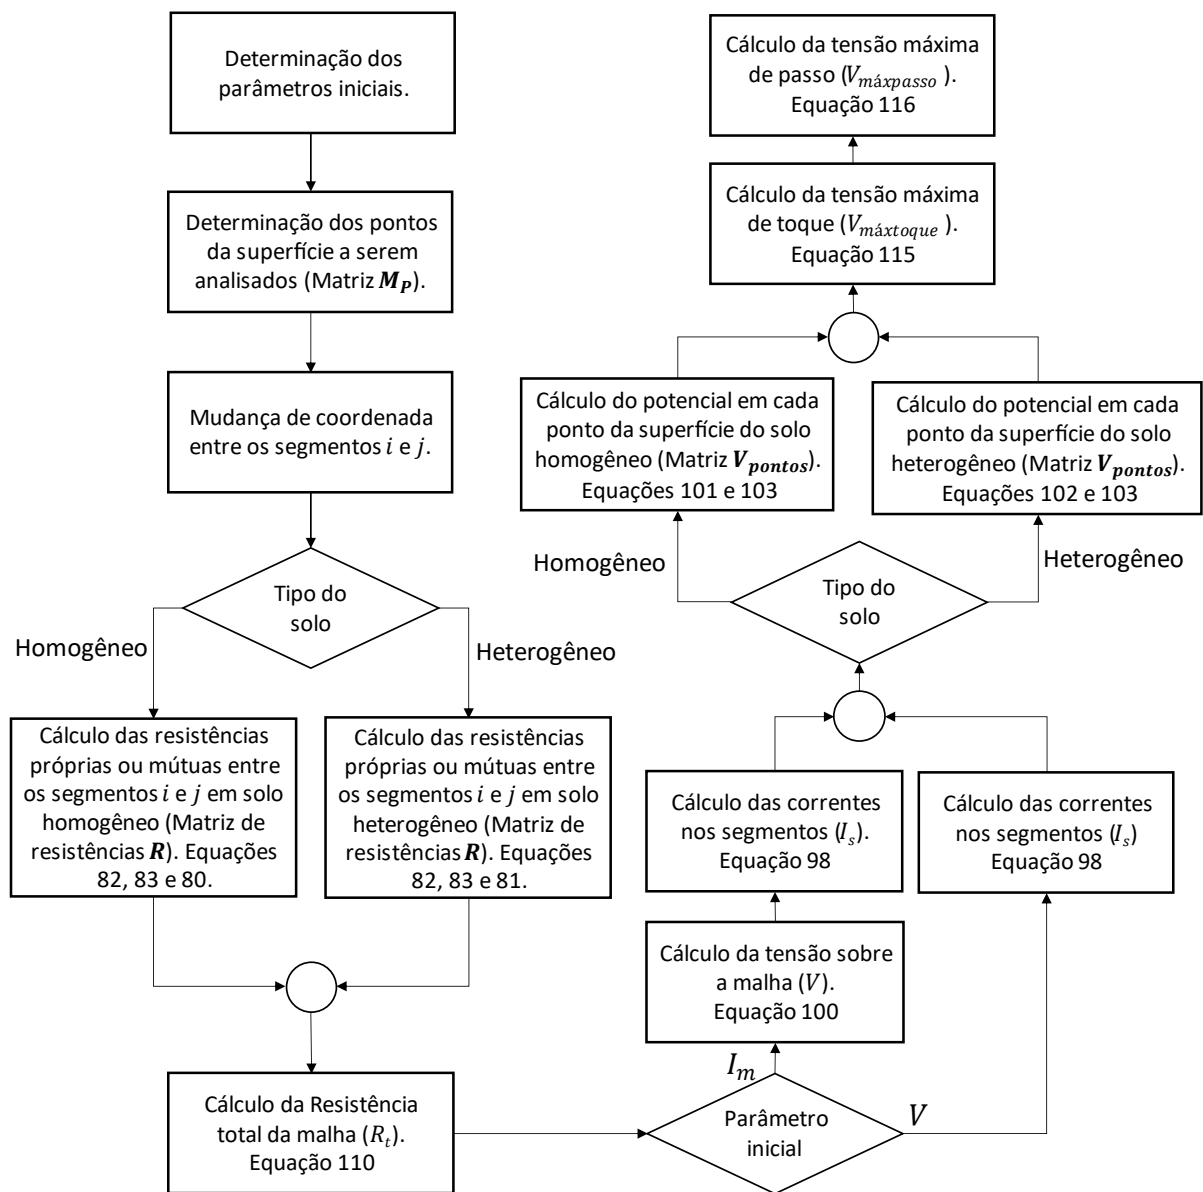 Determinação dos
parâmetros iniciais.
Determinação dos pontos
da superfície a serem
analisados (Matriz M_P).
Mudança de coordenada
entre os segmentos i e j.
Tipo do
solo
Homogêneo
Heterogêneo
Cálculo das resistências
próprias ou mútuas entre
os segmentos i e j em solo
homogêneo (Matriz de
resistências R). Equações
82, 83 e 80.
Cálculo das resistências
próprias ou mútuas entre
os segmentos i e j em solo
heterogêneo (Matriz de
resistências R). Equações
82, 83 e 81.
Cálculo da Resistência
total da malha (R_t).
Equação 110
Parâmetro
inicial
I_m
V
Cálculo da tensão sobre
a malha (V).
Equação 100
Cálculo das correntes
nos segmentos (I_s).
Equação 98
Cálculo das correntes
nos segmentos (I_s)
Equação 98
Tipo do
solo
Homogêneo
Heterogêneo
Cálculo do potencial em cada
ponto da superfície do solo
homogêneo (Matriz V_pontos).
Equações 101 e 103
Cálculo do potencial em cada
ponto da superfície do solo
heterogêneo (Matriz V_pontos).
Equações 102 e 103
Cálculo da tensão máxima
de toque (V_máxtoque ).
Equação 115
Cálculo da tensão máxima
de passo (V_máxpasso ).
Equação 116